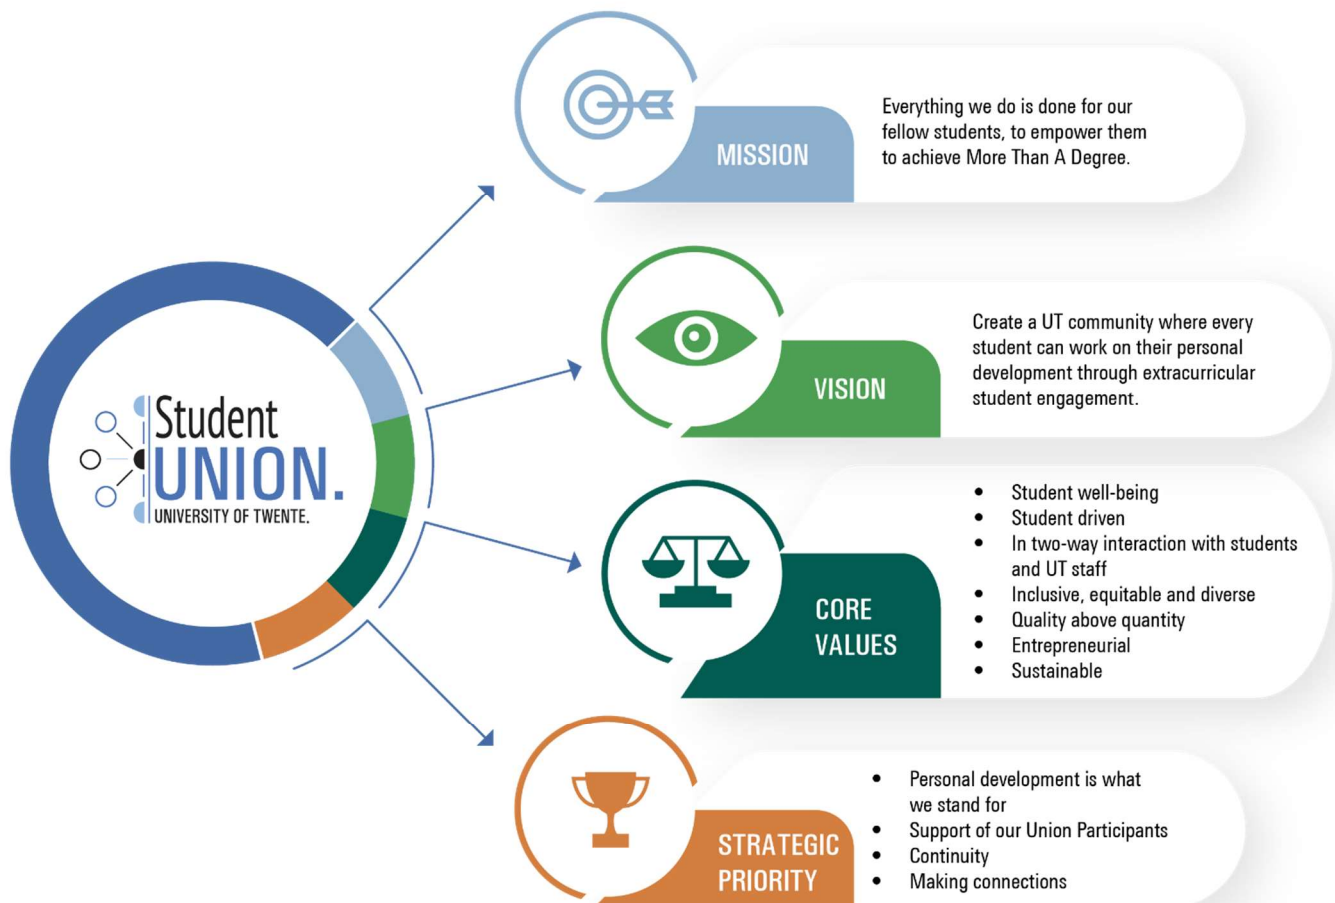 Student
UNION.
UNIVERSITY OF TWENTE.
MISSION
Everything we do is done for our
fellow students, to empower them
to achieve More Than A Degree.
VISION
Create a UT community where every
student can work on their personal
development through extracurricular
student engagement.
CORE
VALUES
• Student well-being
• Student driven
• In two-way interaction with students
and UT staff
• Inclusive, equitable and diverse
• Quality above quantity
• Entrepreneurial
• Sustainable
STRATEGIC
PRIORITY
• Personal development is what
we stand for
• Support of our Union Participants
• Continuity
• Making connections